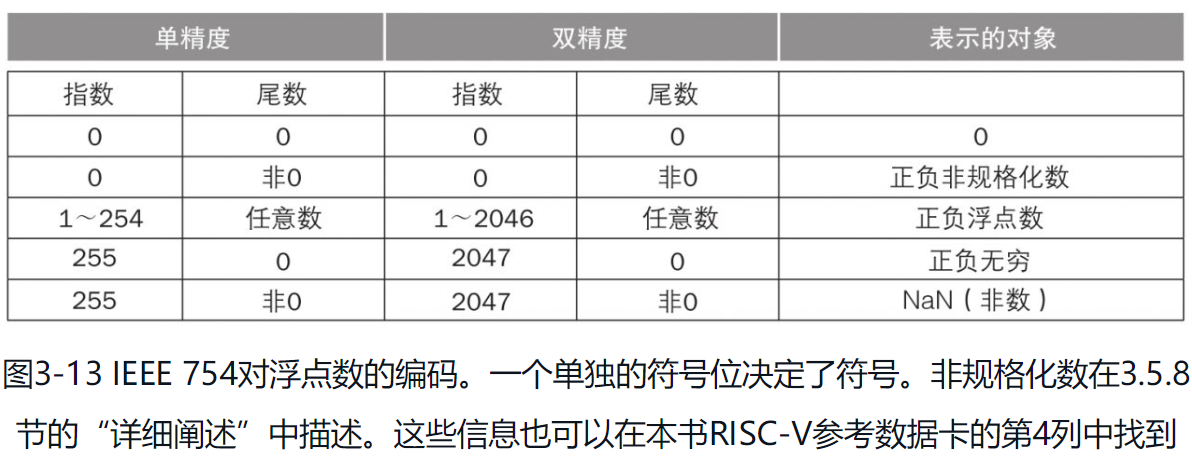 单精度 双精度 表示的对象
指数 尾数 指数 尾数
0 0 0 0 0
0 非0 0 非0 正负非规格化数
1～254 任意数 1～2046 任意数 正负浮点数
255 0 2047 0 正负无穷
255 非0 2047 非0 NaN（非数）
图3-13 IEEE 754对浮点数的编码。一个单独的符号位决定了符号。非规格化数在3.5.8
节的“详细阐述”中描述。这些信息也可以在本书RISC-V参考数据卡的第4列中找到